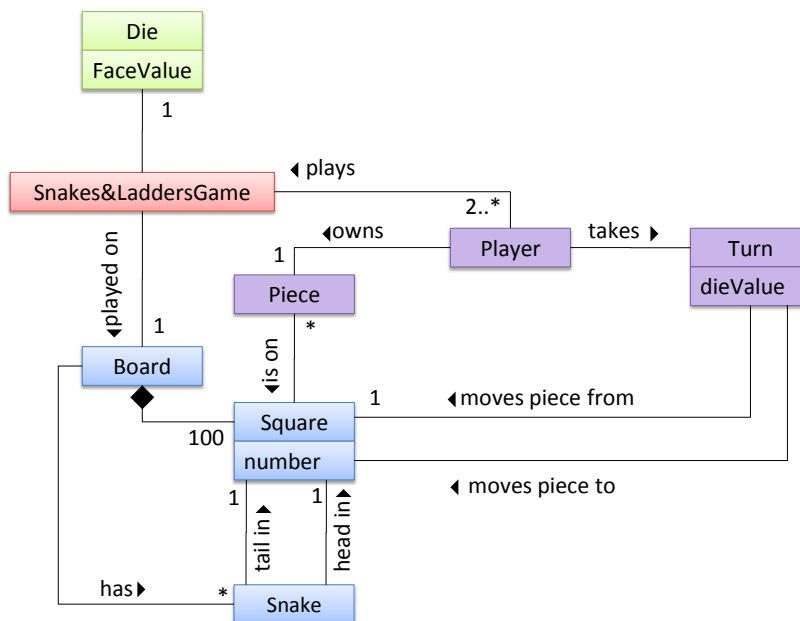 Die
FaceValue
1
plays
Snakes&LaddersGame
2..*
owns
Player
takes
Turn
1
dieValue
Piece
played on
*
1
is on
Board
1
moves piece from
Square
100
number
moves piece to
1
1
tail in
head in
has
*
Snake